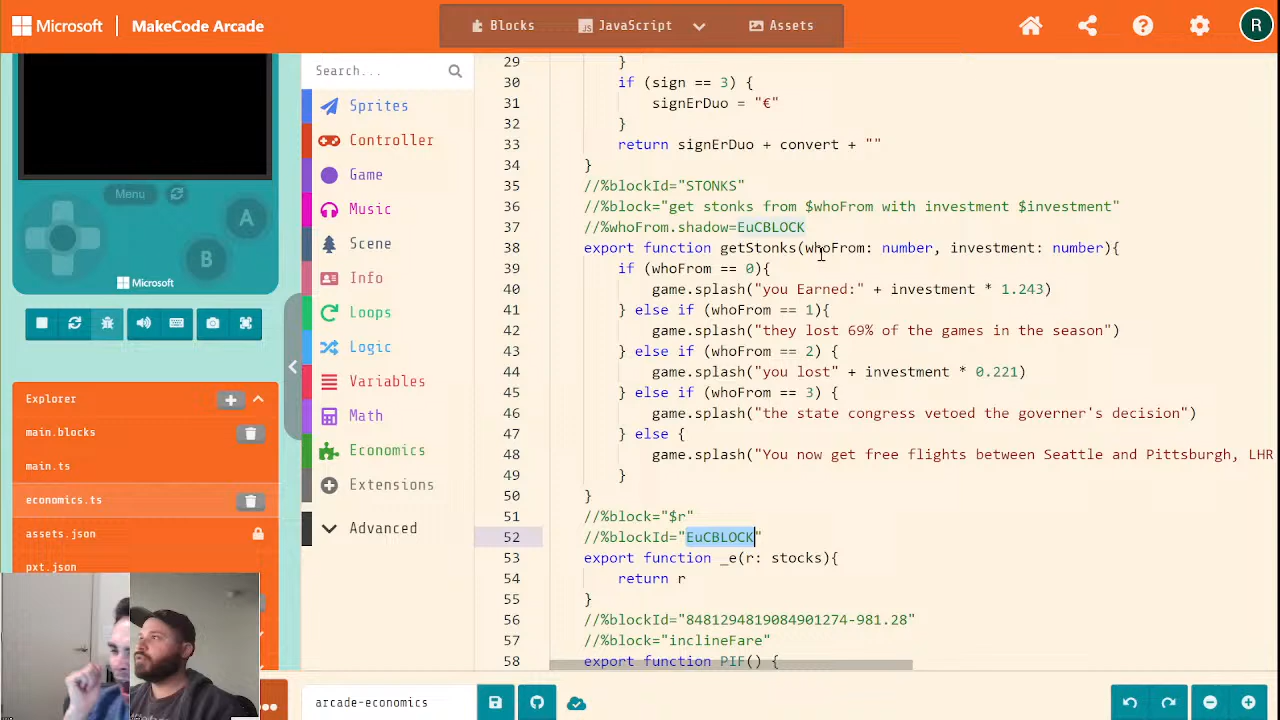 Microsoft | MakeCode Arcade
Blocks
JavaScript
Assets
R
Menu
A
B
Microsoft
Explorer
main.blocks
main.ts
economics.ts
assets.json
pxt.json
Search...
Sprites
Controller
Game
Music
Scene
Info
Loops
Logic
Variables
Math
Economics
Extensions
Advanced
29 }
30 if (sign == 3) {
31 signErDuo = "€"
32 }
33 return signErDuo + convert + ""
34 }
35 //%blockId="STONKS"
36 //%block="get stonks from $whoFrom with investment $investment"
37 //%whoFrom.shadow=EuCBLOCK
38 export function getStonks(whoFrom: number, investment: number){
39 if (whoFrom == 0){
40 game.splash("you Earned:" + investment * 1.243)
41 } else if (whoFrom == 1){
42 game.splash("they lost 69% of the games in the season")
43 } else if (whoFrom == 2) {
44 game.splash("you lost" + investment * 0.221)
45 } else if (whoFrom == 3) {
46 game.splash("the state congress vetoed the governer's decision")
47 } else {
48 game.splash("You now get free flights between Seattle and Pittsburgh, LHR
49 }
50 }
51 //%block="$r"
52 //%blockId="EuCBLOCK"
53 export function _e(r: stocks){
54 return r
55 }
56 //%blockId="8481294819084901274-981.28"
57 //%block="inclineFare"
58 export function PIF() {
arcade-economics